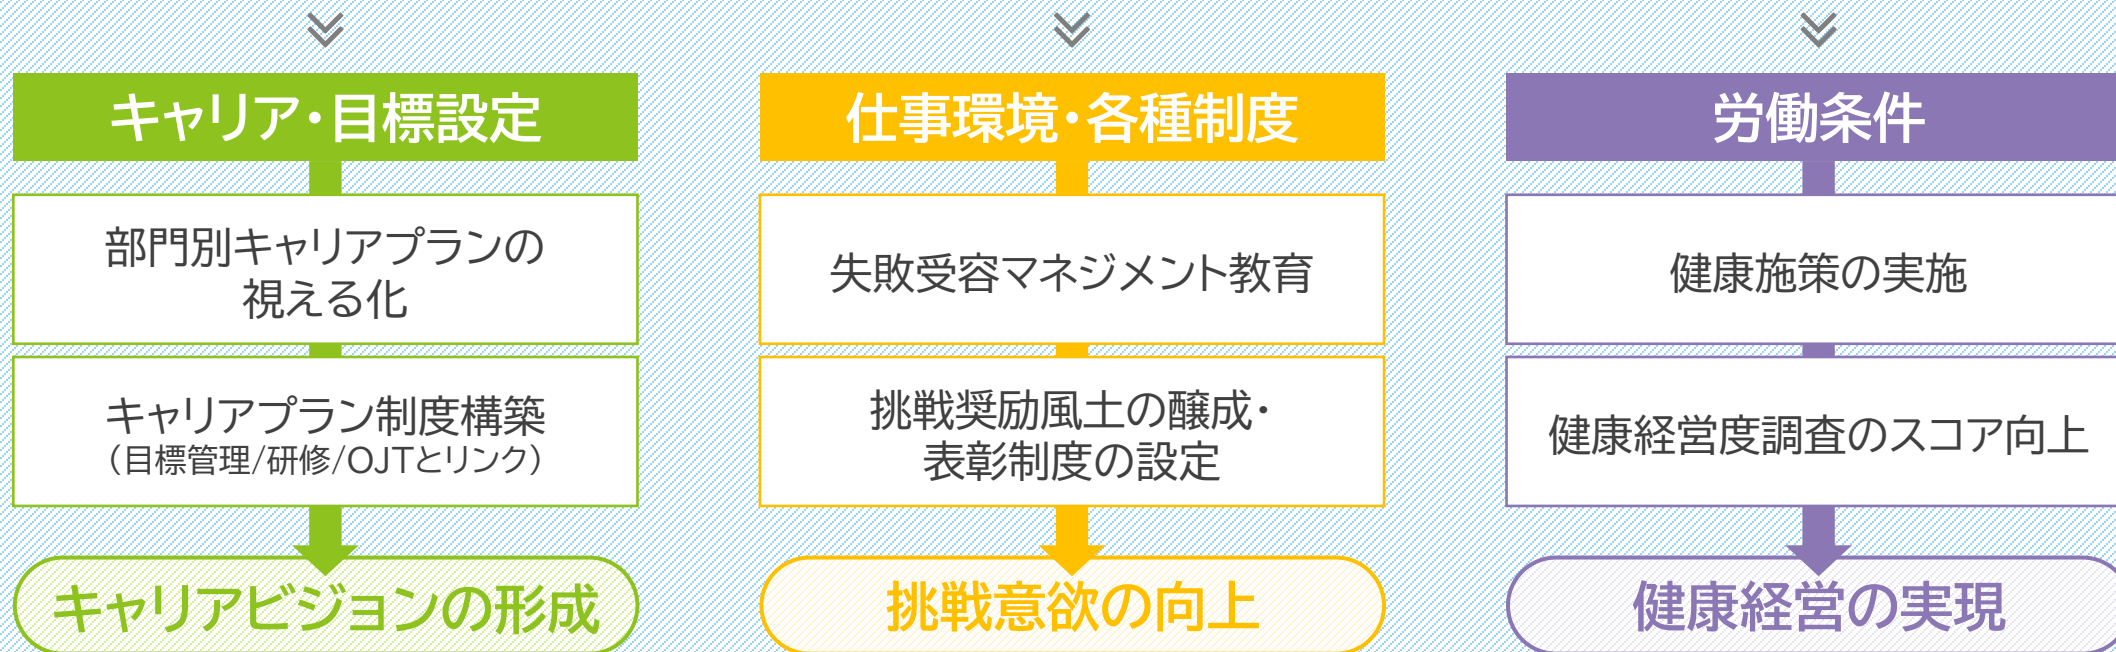 キャリア・目標設定
部門別キャリアプランの
視える化
キャリアプラン制度構築
（目標管理/研修/OJTとリンク）
キャリアビジョンの形成
仕事環境・各種制度
失敗受容マネジメント教育
挑戦奨励風土の醸成・
表彰制度の設定
挑戦意欲の向上
労働条件
健康施策の実施
健康経営度調査のスコア向上
健康経営の実現